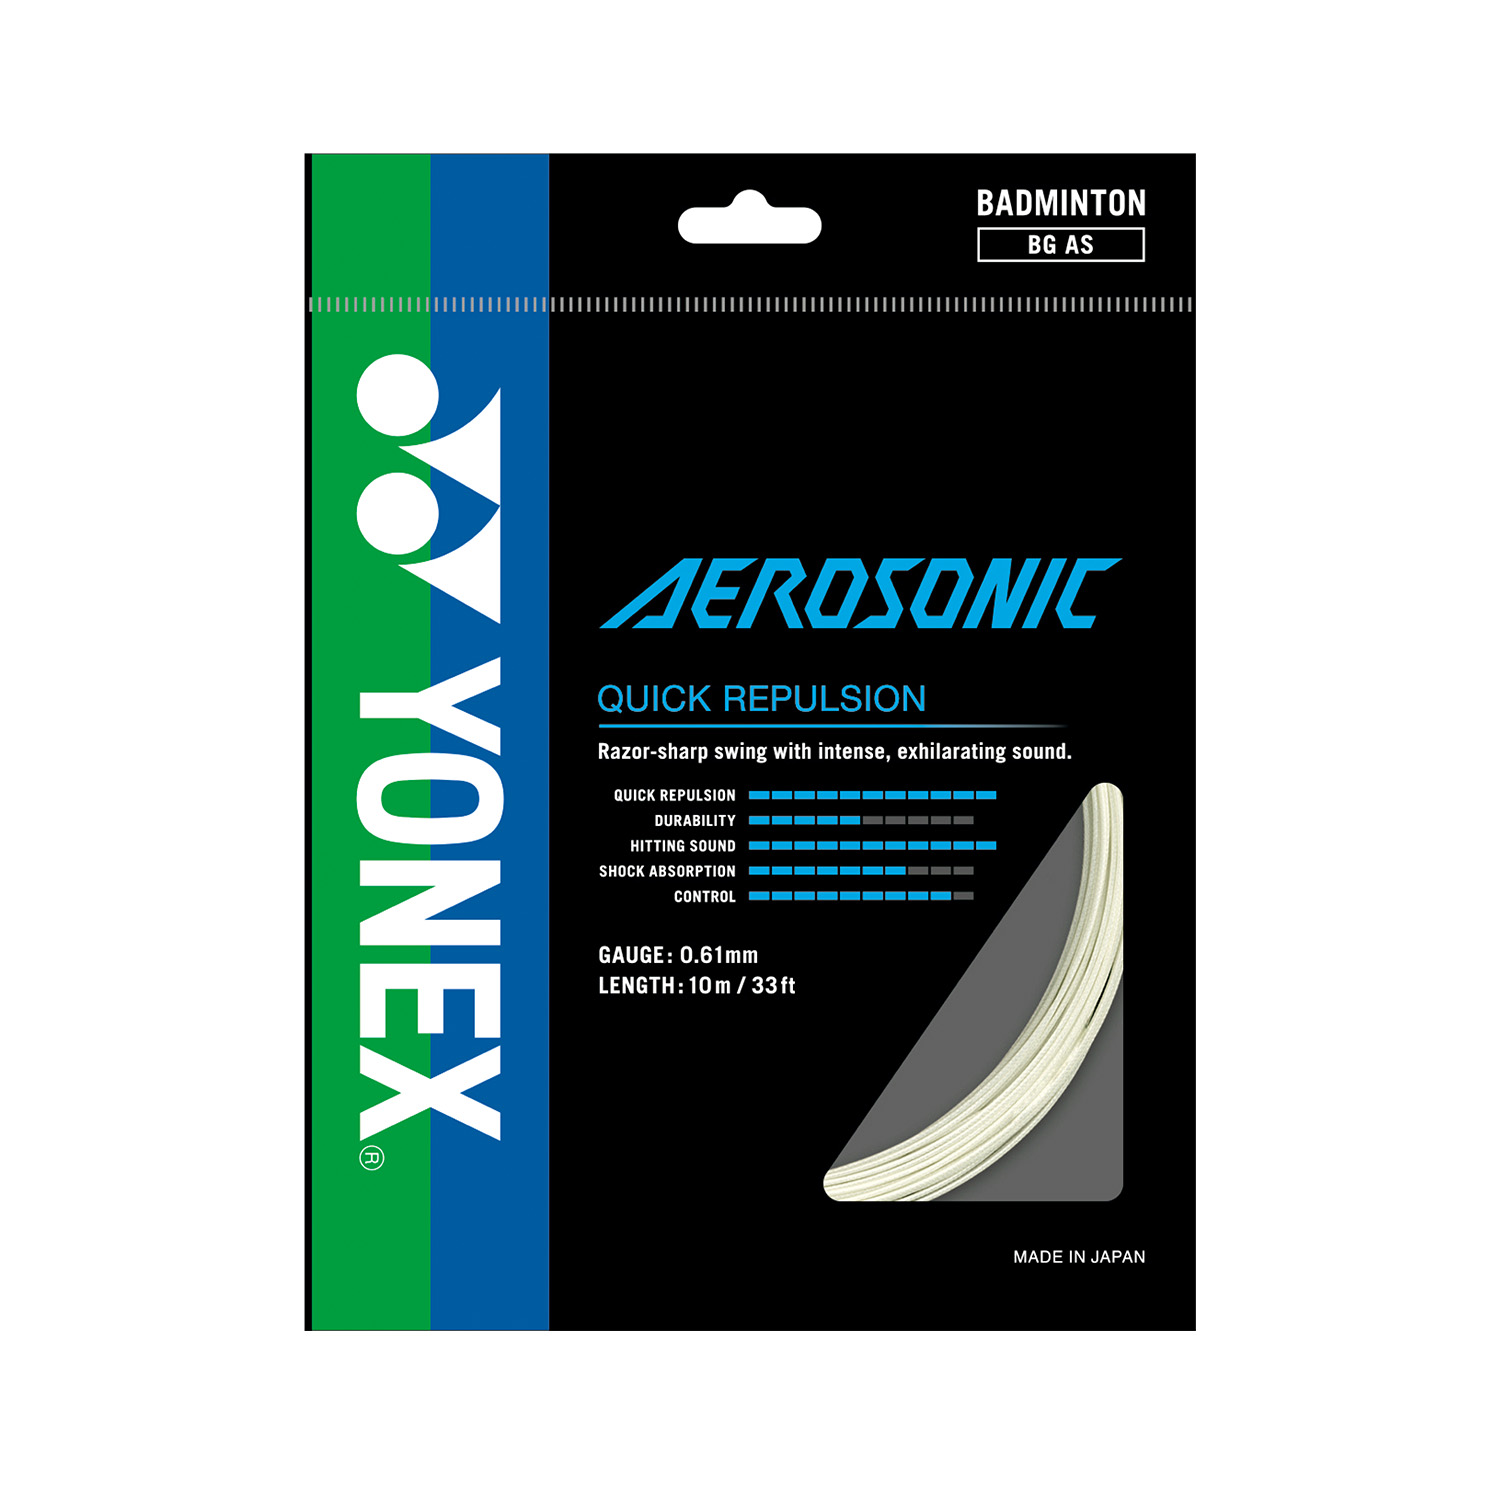 BADMINTON
BG AS
YONEX®
AEROSONIC
QUICK REPULSION
Razor-sharp swing with intense, exhilarating sound.
QUICK REPULSION
DURABILITY
HITTING SOUND
SHOCK ABSORPTION
CONTROL
GAUGE: 0.61mm
LENGTH: 10m / 33ft
MADE IN JAPAN